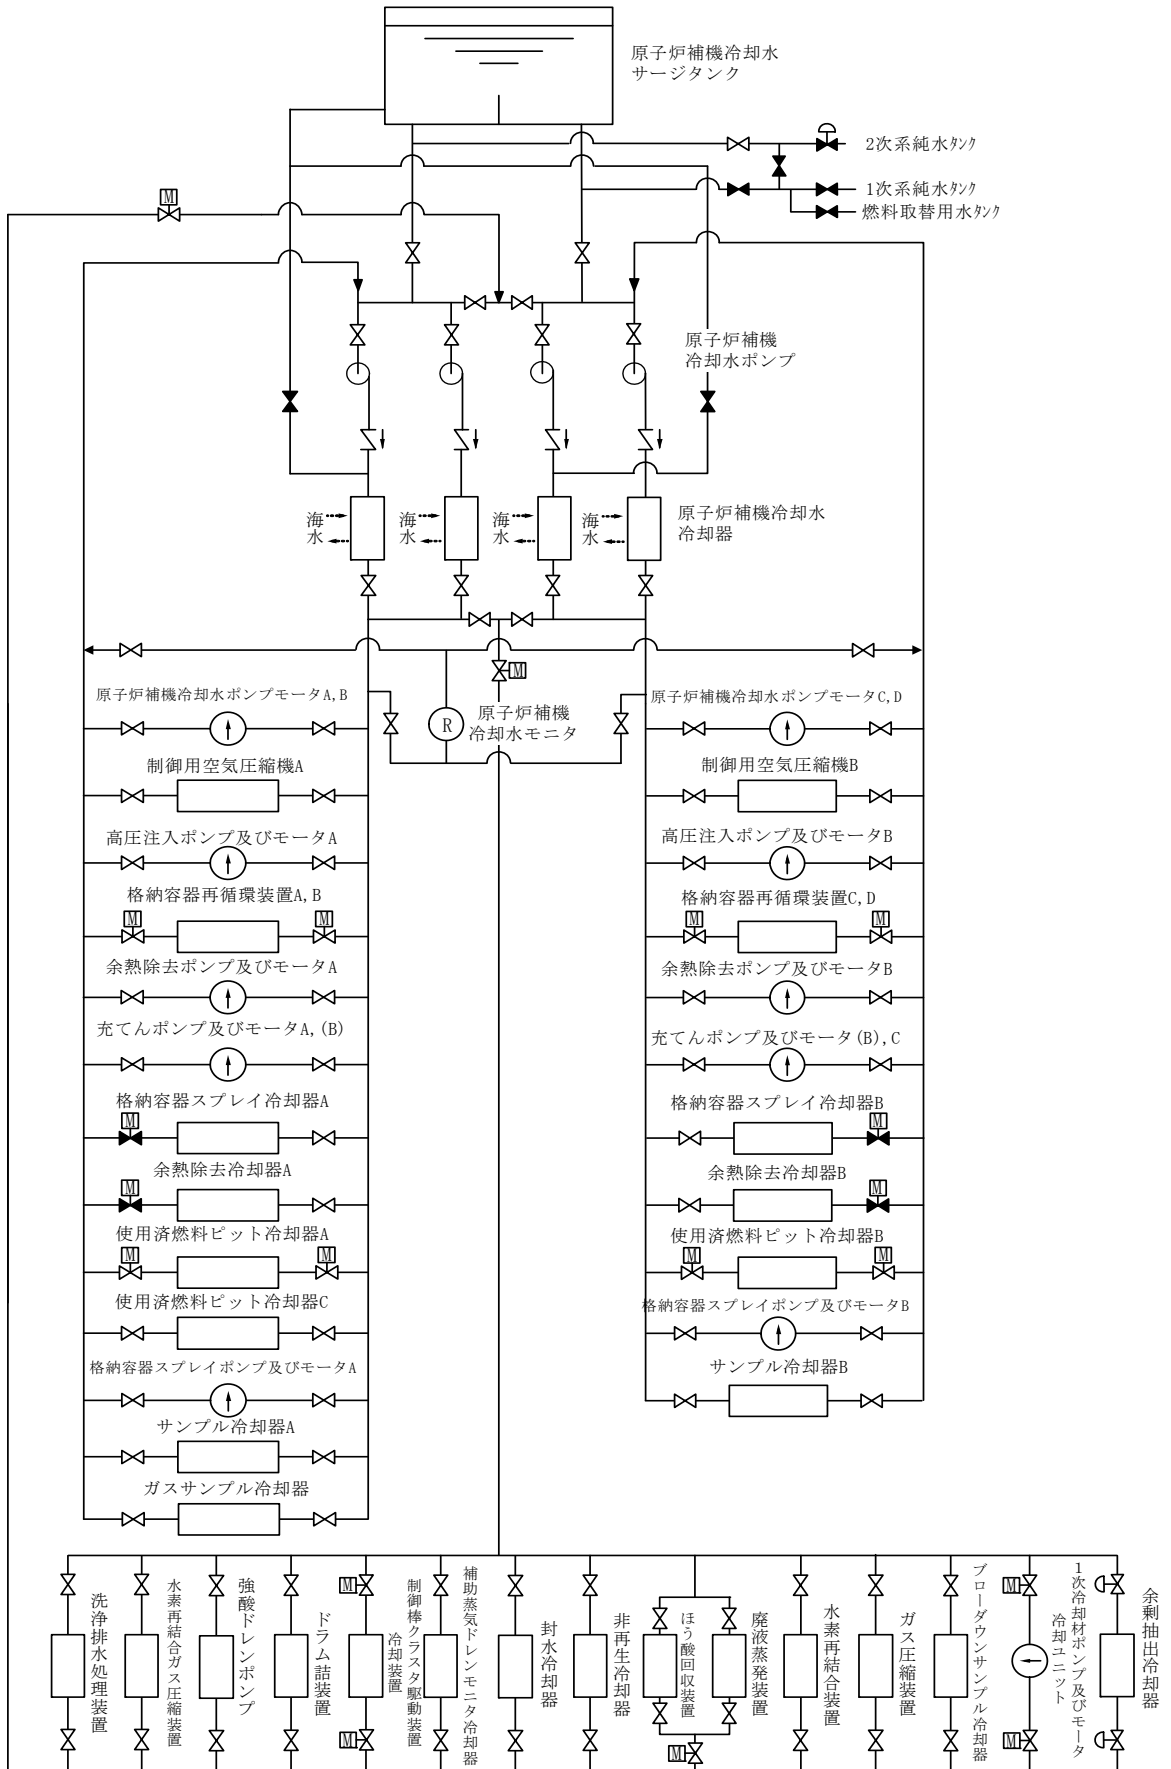 原子炉補機冷却水
サージタンク
2次系純水タンク
1次系純水タンク
燃料取替用水タンク
M
原子炉補機
冷却水ポンプ
海水
海水
海水
海水
原子炉補機冷却水
冷却器
M
原子炉補機
冷却水モニタ
R
原子炉補機冷却水ポンプモータA,B
制御用空気圧縮機A
高圧注入ポンプ及びモータA
格納容器再循環装置A,B
M
M
余熱除去ポンプ及びモータA
充てんポンプ及びモータA,(B)
格納容器スプレイ冷却器A
M
余熱除去冷却器A
M
使用済燃料ピット冷却器A
M
M
使用済燃料ピット冷却器C
格納容器スプレイポンプ及びモータA
サンプル冷却器A
ガスサンプル冷却器
原子炉補機冷却水ポンプモータC,D
制御用空気圧縮機B
高圧注入ポンプ及びモータB
格納容器再循環装置C,D
M
M
余熱除去ポンプ及びモータB
充てんポンプ及びモータ(B),C
格納容器スプレイ冷却器B
M
余熱除去冷却器B
M
使用済燃料ピット冷却器B
M
M
格納容器スプレイポンプ及びモータB
サンプル冷却器B
洗浄排水処理装置
水素再結合ガス圧縮装置
強酸ドレンポンプ
ドラム詰装置
M
M
制御棒クラスタ駆動装置
冷却装置
補助蒸気ドレンモニタ冷却器
封水冷却器
非再生冷却器
ほう酸回収装置
廃液蒸発装置
M
水素再結合装置
ガス圧縮装置
ブローダウンサンプル冷却器
M
M
1次冷却材ポンプ及びモータ
冷却ユニット
余剰抽出冷却器